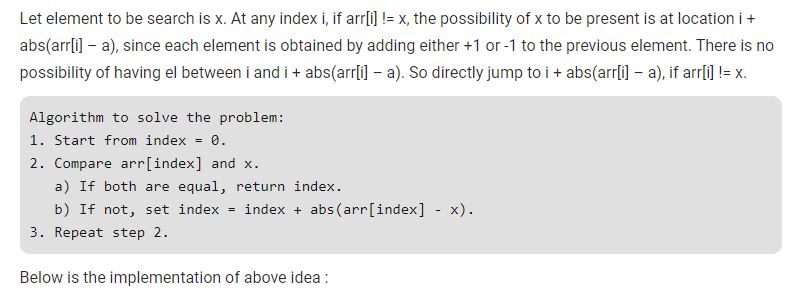 Let element to be search is x. At any index i, if arr[i] != x, the possibility of x to be present is at location i +
abs(arr[i] – a), since each element is obtained by adding either +1 or -1 to the previous element. There is no
possibility of having el between i and i + abs(arr[i] – a). So directly jump to i + abs(arr[i] – a), if arr[i] != x.
Algorithm to solve the problem:
1. Start from index = 0.
2. Compare arr[index] and x.
a) If both are equal, return index.
b) If not, set index = index + abs(arr[index] - x).
3. Repeat step 2.
Below is the implementation of above idea :